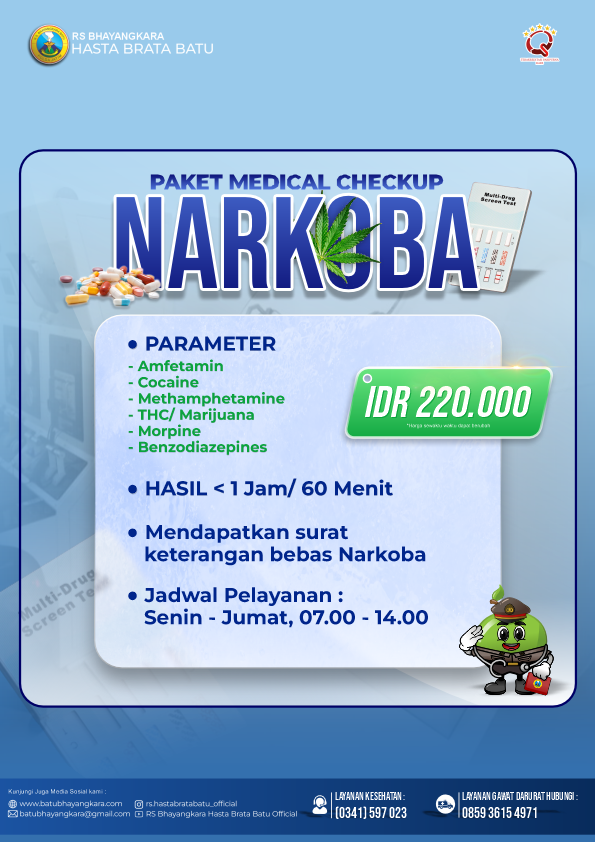 RS BHAYANGKARA
HASTA BRATA BATU
PAKET MEDICAL CHECKUP
NARKOBA
Multi-Drug
Screen Test
● PARAMETER
- Amfetamin
- Cocaine
- Methamphetamine
- THC/ Marijuana
- Morpine
- Benzodiazepines
IDR 220.000
*Harga sewaktu waktu dapat berubah
● HASIL < 1 Jam/ 60 Menit
● Mendapatkan surat
keterangan bebas Narkoba
● Jadwal Pelayanan :
Senin - Jumat, 07.00 - 14.00
Multi-Drug
Screen Test
Kunjungi Juga Media Sosial kami :
www.batubhayangkara.com
rs.hastabratabatu_official
batubhayangkara@gmail.com
RS Bhayangkara Hasta Brata Batu Official
LAYANAN KESEHATAN :
(0341) 597 023
LAYANAN GAWAT DARURAT HUBUNGI :
0859 3615 4971